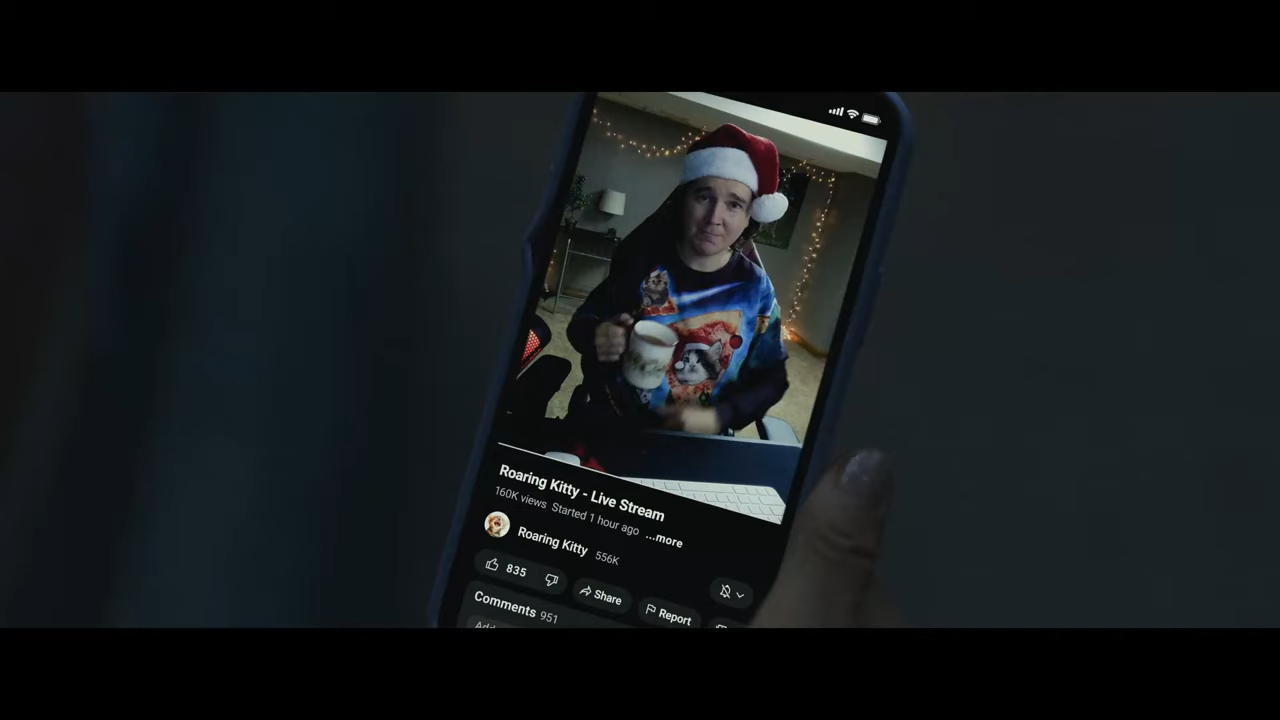 Roaring Kitty - Live Stream
160K views Started 1 hour ago ...more
Roaring Kitty 556K
835
Share
Report
Comments 951